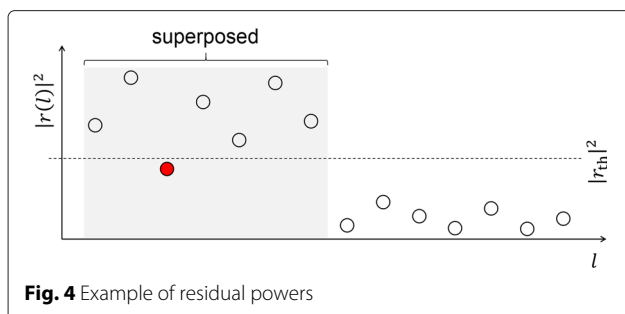 superposed
|r(l)|²
|r_th|²
l
Fig. 4 Example of residual powers